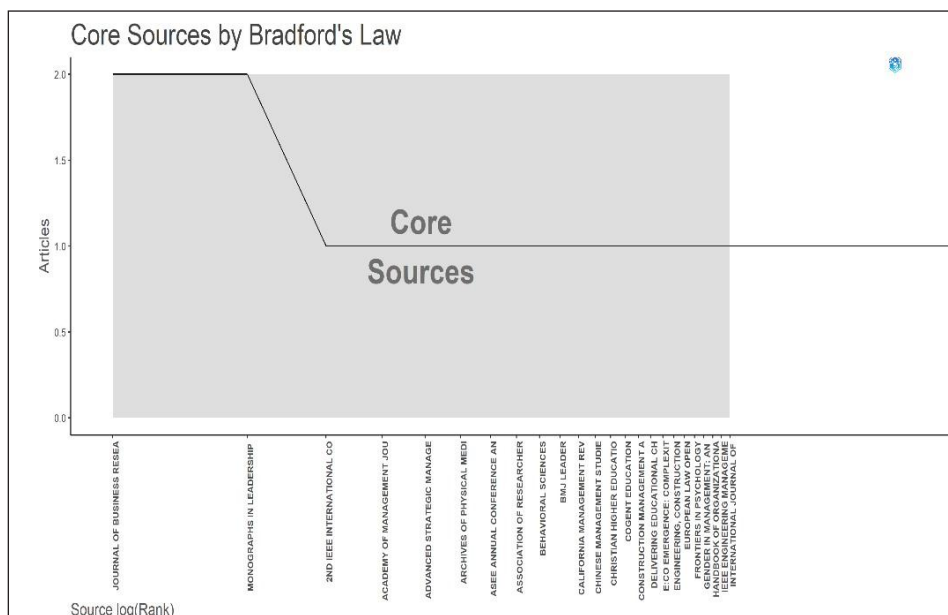 Core Sources by Bradford's Law
2.0
1.5
1.0
0.5
0.0
Articles
Core
Sources
JOURNAL OF BUSINESS RESEA
MONOGRAPHS IN LEADERSHIP
2ND IEEE INTERNATIONAL CO
ACADEMY OF MANAGEMENT JOU
ADVANCED STRATEGIC MANAGE
ARCHIVES OF PHYSICAL MEDI
ASEE ANNUAL CONFERENCE AN
ASSOCIATION OF RESEARCHER
BEHAVIORAL SCIENCES
BMJ LEADER
CALIFORNIA MANAGEMENT REV
CHINESE MANAGEMENT STUDIE
CHRISTIAN HIGHER EDUCATIO
COGENT EDUCATION
CONSTRUCTION MANAGEMENT A
DELIVERING EDUCATIONAL CH
E:CO EMERGENCE: COMPLEXIT
ENGINEERING, CONSTRUCTION
EUROPEAN LAW OPEN
FRONTIERS IN PSYCHOLOGY
GENDER IN MANAGEMENT: AN
HANDBOOK OF ORGANIZATIONA
IEEE ENGINEERING MANAGEME
INTERNATIONAL JOURNAL OF
Source log(Rank)